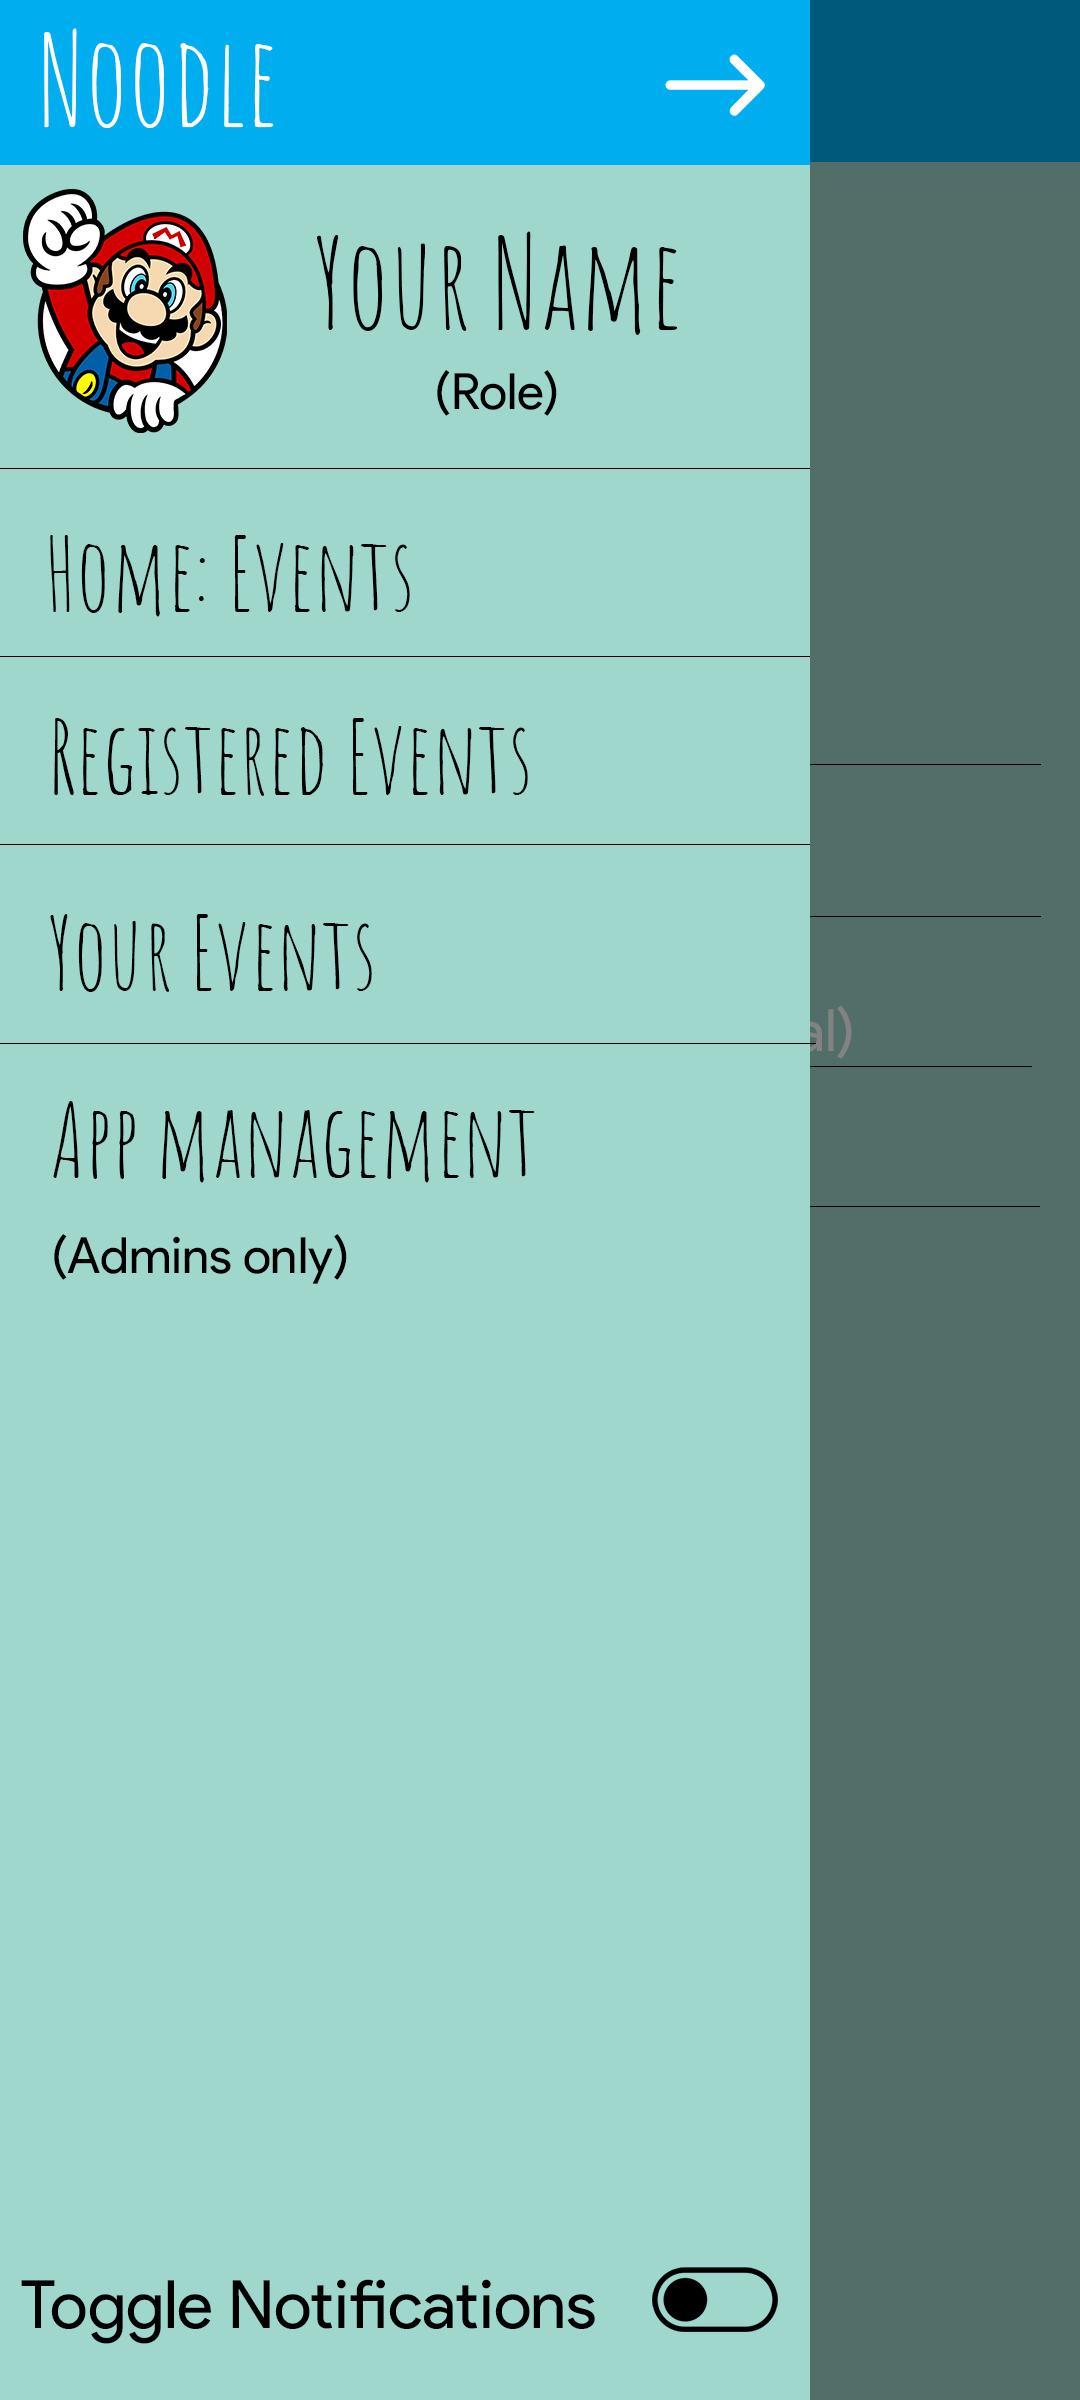 Noodle
Your Name
(Role)
Home: Events
Registered Events
Your Events
al)
App management
(Admins only)
Toggle Notifications